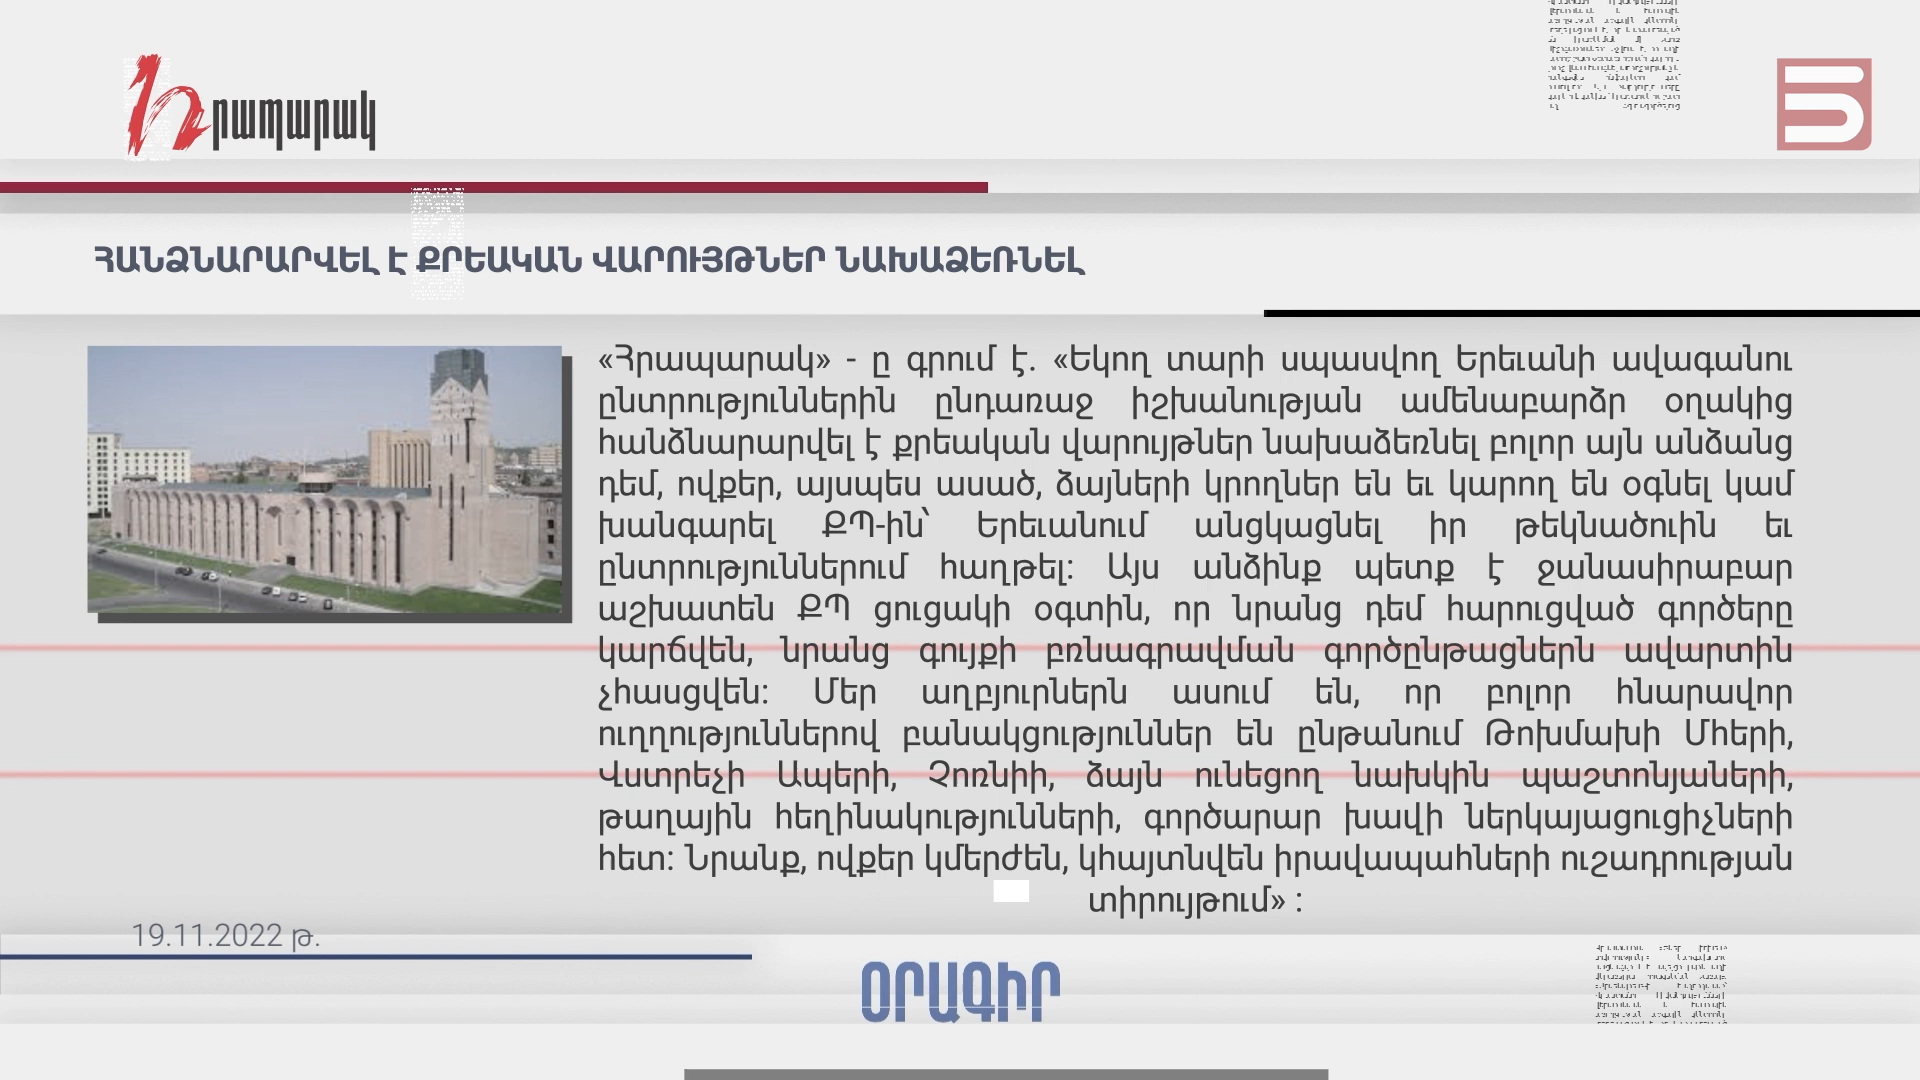 Հրապարակ
ՀԱՆՁՆԱՐԱՐՎԵԼ Է ՔՐԵԱԿԱՆ ՎԱՐՈՒՅԹՆԵՐ ՆԱԽԱՁԵՌՆԵԼ
«Հրապարակ» - ը գրում է. «Եկող տարի սպասվող Երեւանի ավագանու
ընտրություններին ընդառաջ իշխանության ամենաբարձր օղակից
հանձնարարվել է քրեական վարույթներ նախաձեռնել բոլոր այն անձանց
դեմ, ովքեր, այսպես ասած, ձայների կրողներ են եւ կարող են օգնել կամ
խանգարել ՔՊ-ին՝ Երեւանում անցկացնել իր թեկնածուին եւ
ընտրություններում հաղթել: Այս անձինք պետք է ջանասիրաբար
աշխատեն ՔՊ ցուցակի օգտին, որ նրանց դեմ հարուցված գործերը
կարճվեն, նրանց գույքի բռնագրավման գործընթացներն ավարտին
չհասցվեն: Մեր աղբյուրներն ասում են, որ բոլոր հնարավոր
ուղղություններով բանակցություններ են ընթանում Թոխմախի Մհերի,
Վստրեչի Ապերի, Չոռնիի, ձայն ունեցող նախկին պաշտոնյաների,
թաղային հեղինակությունների, գործարար խավի ներկայացուցիչների
հետ: Նրանք, ովքեր կմերժեն, կհայտնվեն իրավապահների ուշադրության
տիրույթում» :
19.11.2022 թ.
ՕՐԱԳԻՐ